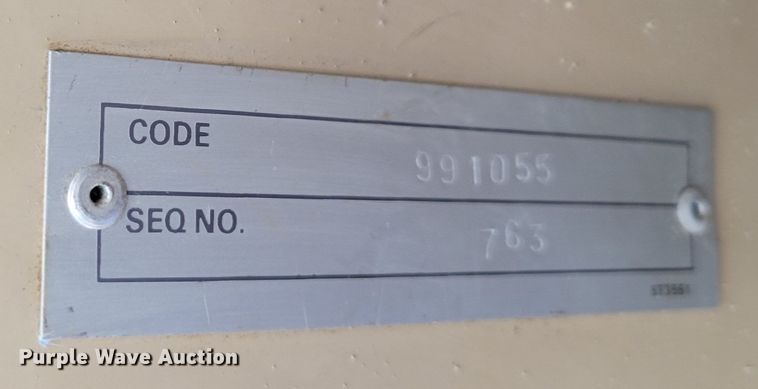 CODE
991055
SEQ NO.
763
Purple Wave Auction